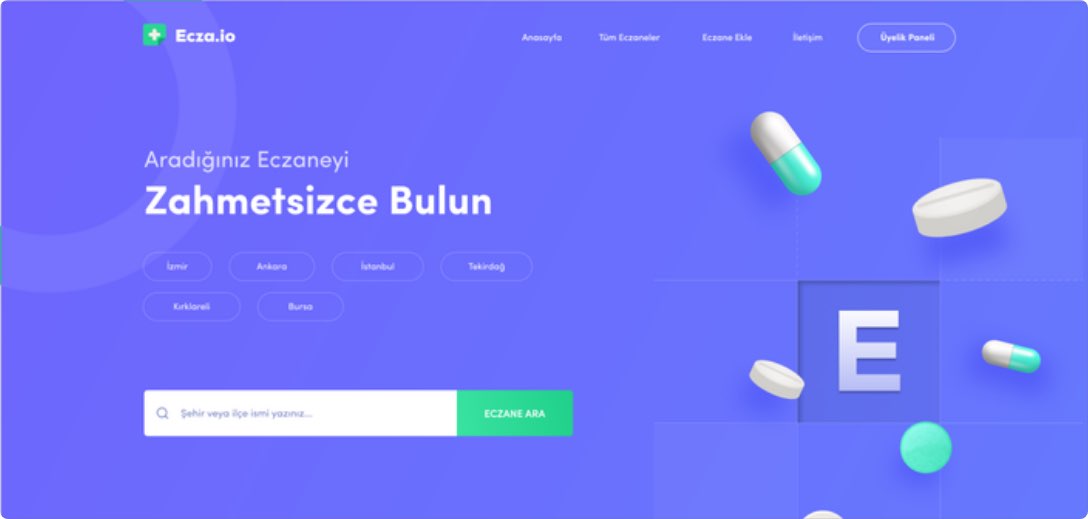 Ecza.io
Anasayfa Tüm Eczaneler Eczane Ekle İletişim Üyelik Paneli
Aradığınız Eczaneyi
Zahmetsizce Bulun
İzmir Ankara İstanbul Tekirdağ
Kırklareli Bursa
E
Şehir veya ilçe ismi yazınız... ECZANE ARA